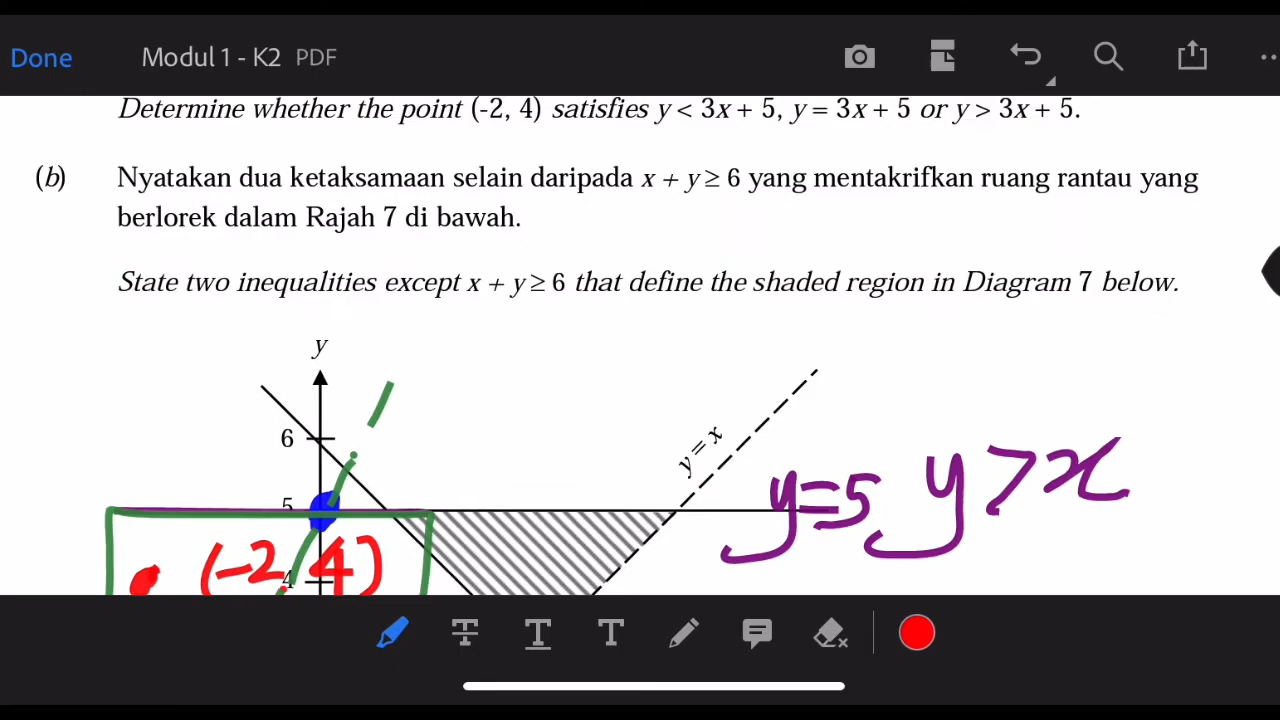 Done Modul 1 - K2 PDF
Determine whether the point (-2, 4) satisfies y < 3x + 5, y = 3x + 5 or y > 3x + 5.
(b) Nyatakan dua ketaksamaan selain daripada x + y ≥ 6 yang mentakrifkan ruang rantau yang
berlorek dalam Rajah 7 di bawah.
State two inequalities except x + y ≥ 6 that define the shaded region in Diagram 7 below.
y
6
y = x
y=5 y>x
5
(-2, 4)
4